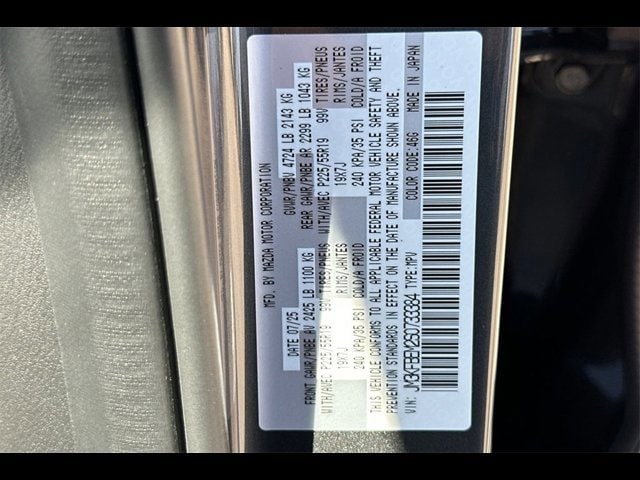 MFD. BY MAZDA MOTOR CORPORATION
DATE 07/25 GVWR/PNBV 4724 LB 2143 KG
FRONT GAWR/PNBE AV 2425 LB 1100 KG REAR GAWR/PNBE AR 2299 LB 1043 KG
WITH/AVEC P225/55R19 99V TIRES/PNEUS WITH/AVEC P225/55R19 99V TIRES/PNEUS
19X7J RIMS/JANTES 19X7J RIMS/JANTES
240 KPA/35 PSI COLD/A FROID 240 KPA/35 PSI COLD/A FROID
THIS VEHICLE CONFORMS TO ALL APPLICABLE FEDERAL MOTOR VEHICLE SAFETY AND THEFT
PREVENTION STANDARDS IN EFFECT ON THE DATE OF MANUFACTURE SHOWN ABOVE.
VIN: TYPE:MPV COLOR CODE:46G MADE IN JAPAN